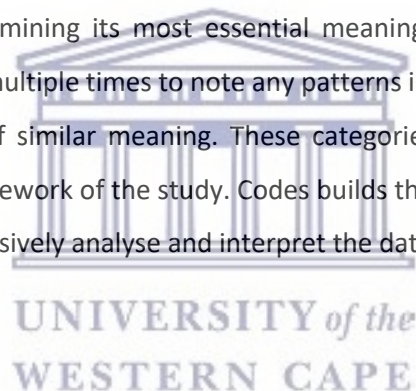 mining its most essential meaning
multiple times to note any patterns i
f similar meaning. These categorie
ework of the study. Codes builds th
sively analyse and interpret the dat
UNIVERSITY of the
WESTERN CAPE